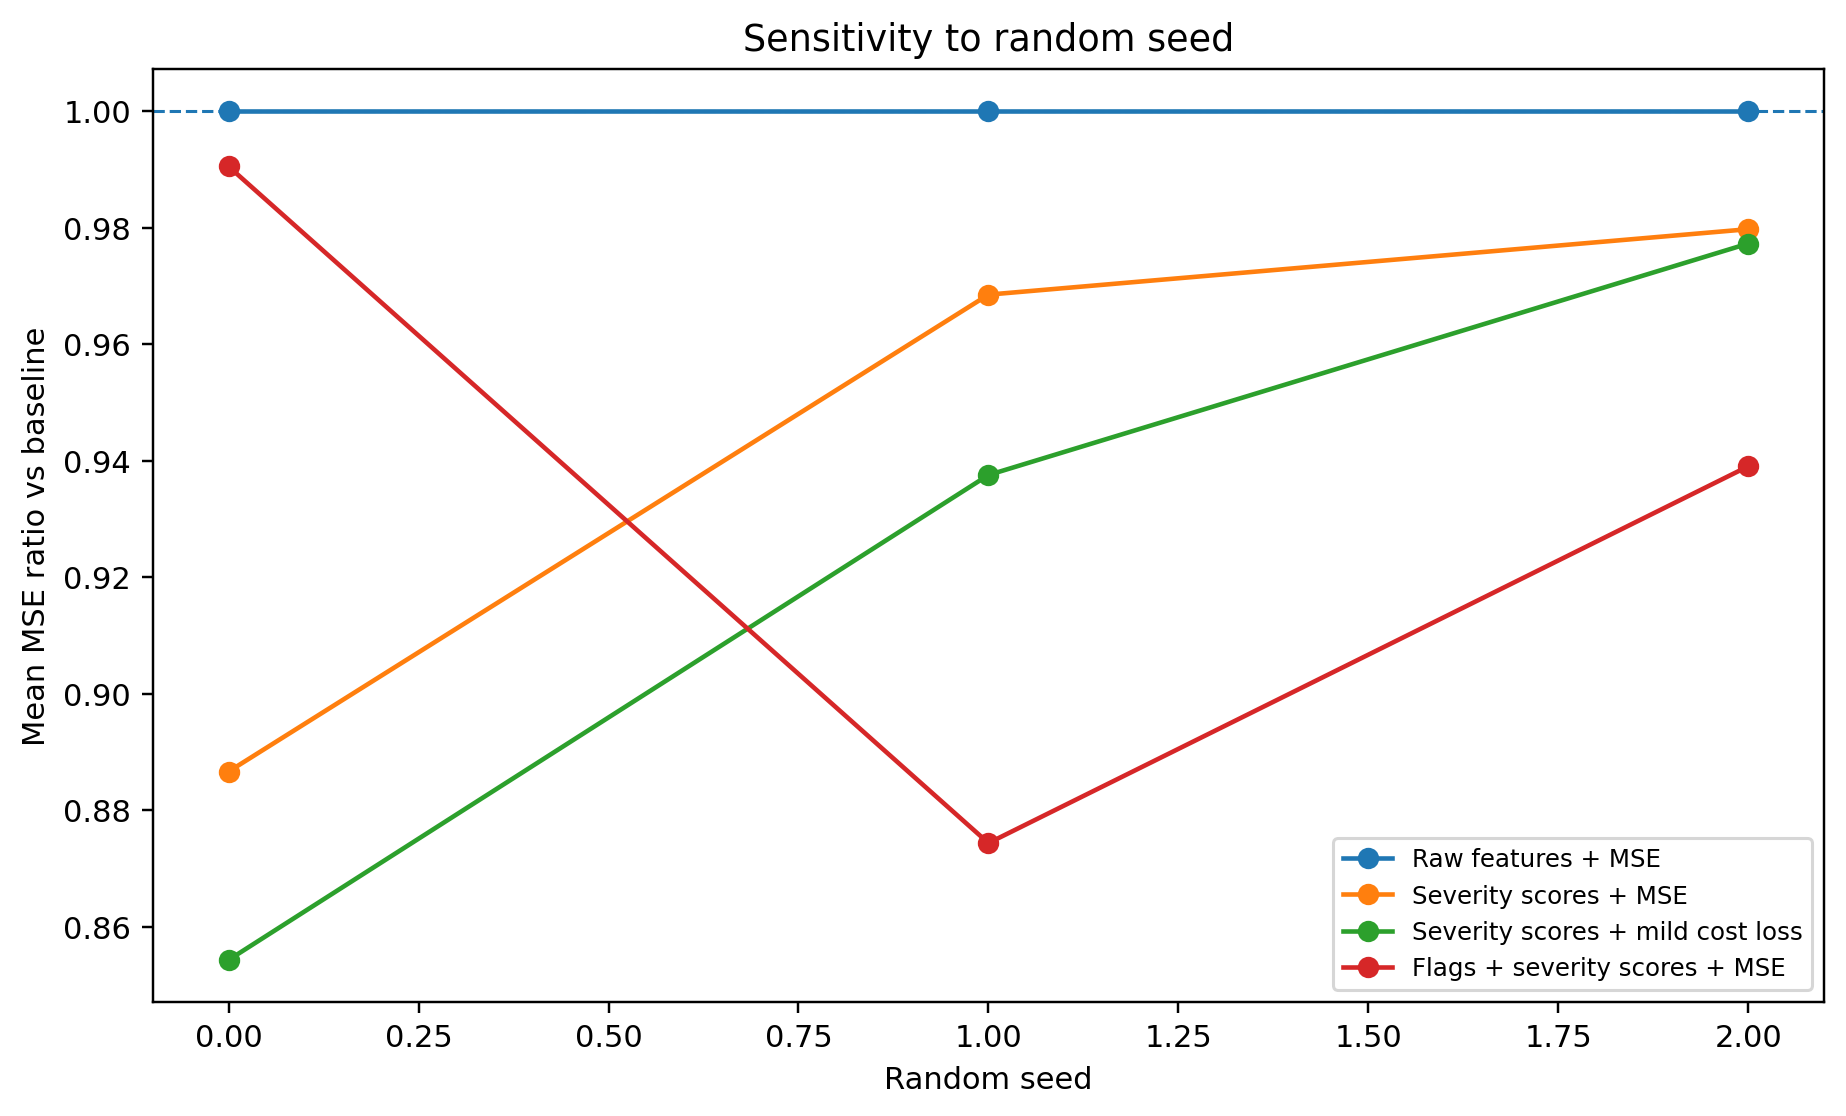 Sensitivity to random seed
Mean MSE ratio vs baseline
1.00
0.98
0.96
0.94
0.92
0.90
0.88
0.86
0.00 0.25 0.50 0.75 1.00 1.25 1.50 1.75 2.00
Random seed
Raw features + MSE
Severity scores + MSE
Severity scores + mild cost loss
Flags + severity scores + MSE